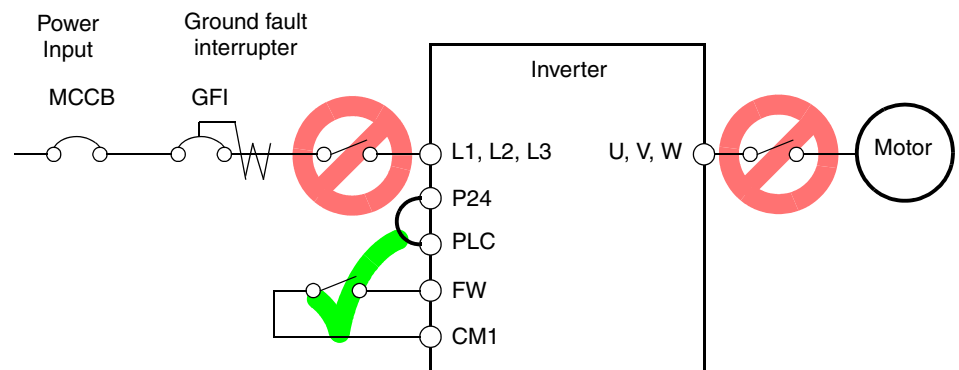 Power
Input
Ground fault
interrupter
MCCB
GFI
Inverter
L1, L2, L3
U, V, W
Motor
P24
PLC
FW
CM1